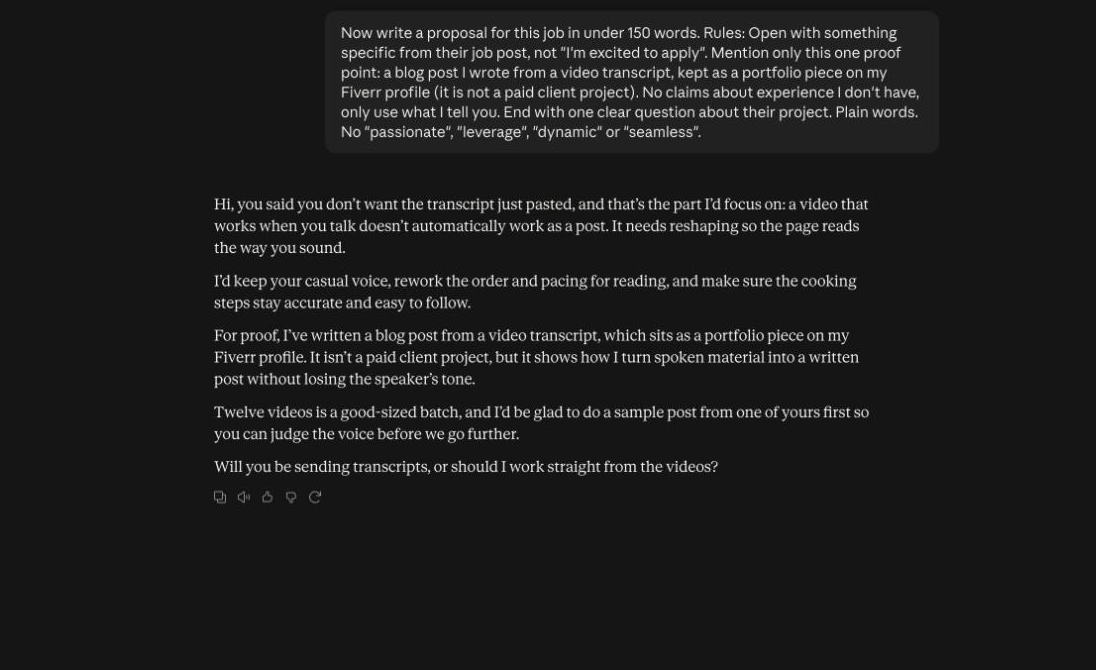 Now write a proposal for this job in under 150 words. Rules: Open with something
specific from their job post, not "I'm excited to apply". Mention only this one proof
point: a blog post I wrote from a video transcript, kept as a portfolio piece on my
Fiverr profile (it is not a paid client project). No claims about experience I don't have,
only use what I tell you. End with one clear question about their project. Plain words.
No "passionate", "leverage", "dynamic" or "seamless".
Hi, you said you don't want the transcript just pasted, and that's the part I'd focus on: a video that
works when you talk doesn't automatically work as a post. It needs reshaping so the page reads
the way you sound.
I'd keep your casual voice, rework the order and pacing for reading, and make sure the cooking
steps stay accurate and easy to follow.
For proof, I've written a blog post from a video transcript, which sits as a portfolio piece on my
Fiverr profile. It isn't a paid client project, but it shows how I turn spoken material into a written
post without losing the speaker's tone.
Twelve videos is a good-sized batch, and I'd be glad to do a sample post from one of yours first so
you can judge the voice before we go further.
Will you be sending transcripts, or should I work straight from the videos?